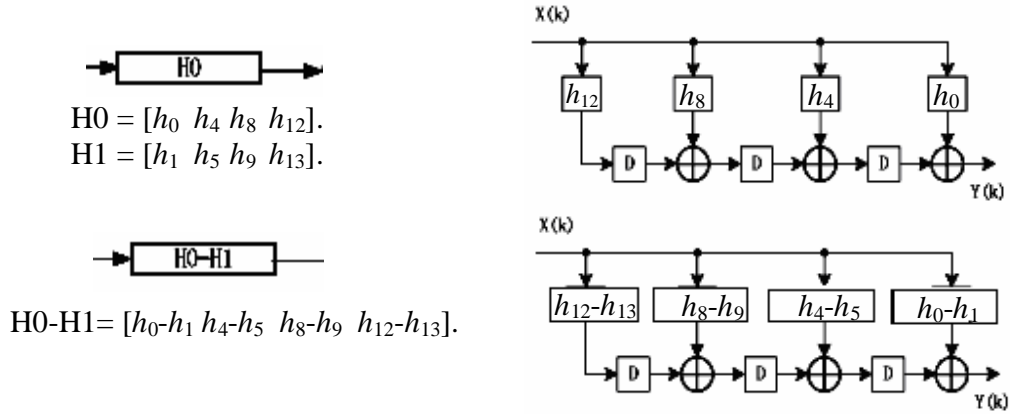 X(k)
H0
h12 h8 h4 h0
H0 = [h0 h4 h8 h12].
H1 = [h1 h5 h9 h13].
D D D
Y(k)
X(k)
H0-H1
h12-h13 h8-h9 h4-h5 h0-h1
H0-H1= [h0-h1 h4-h5 h8-h9 h12-h13].
D D D
Y(k)